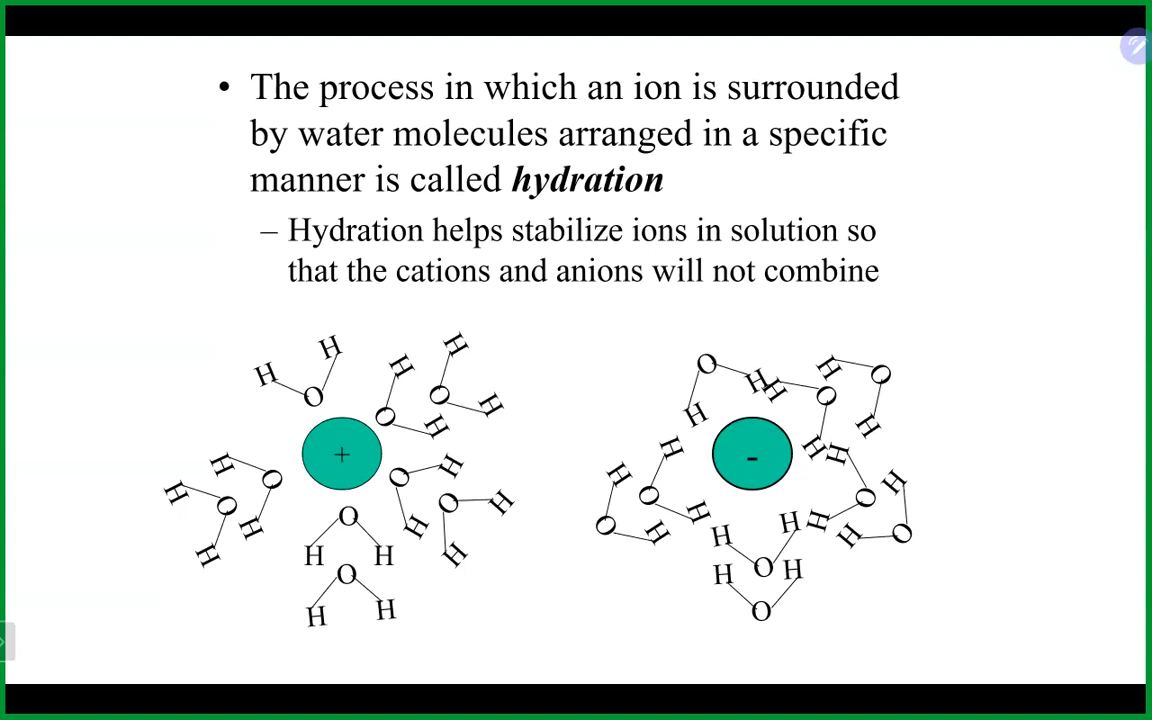 • The process in which an ion is surrounded
by water molecules arranged in a specific
manner is called hydration
– Hydration helps stabilize ions in solution so
that the cations and anions will not combine
H H O
H O H
H O H
+
H O H
H O H
H O H
H O H
H O H
O H H
O H H
-
O H H
H O H
H O H
H O H
H O H
H O H
H O H
H H O
H H O